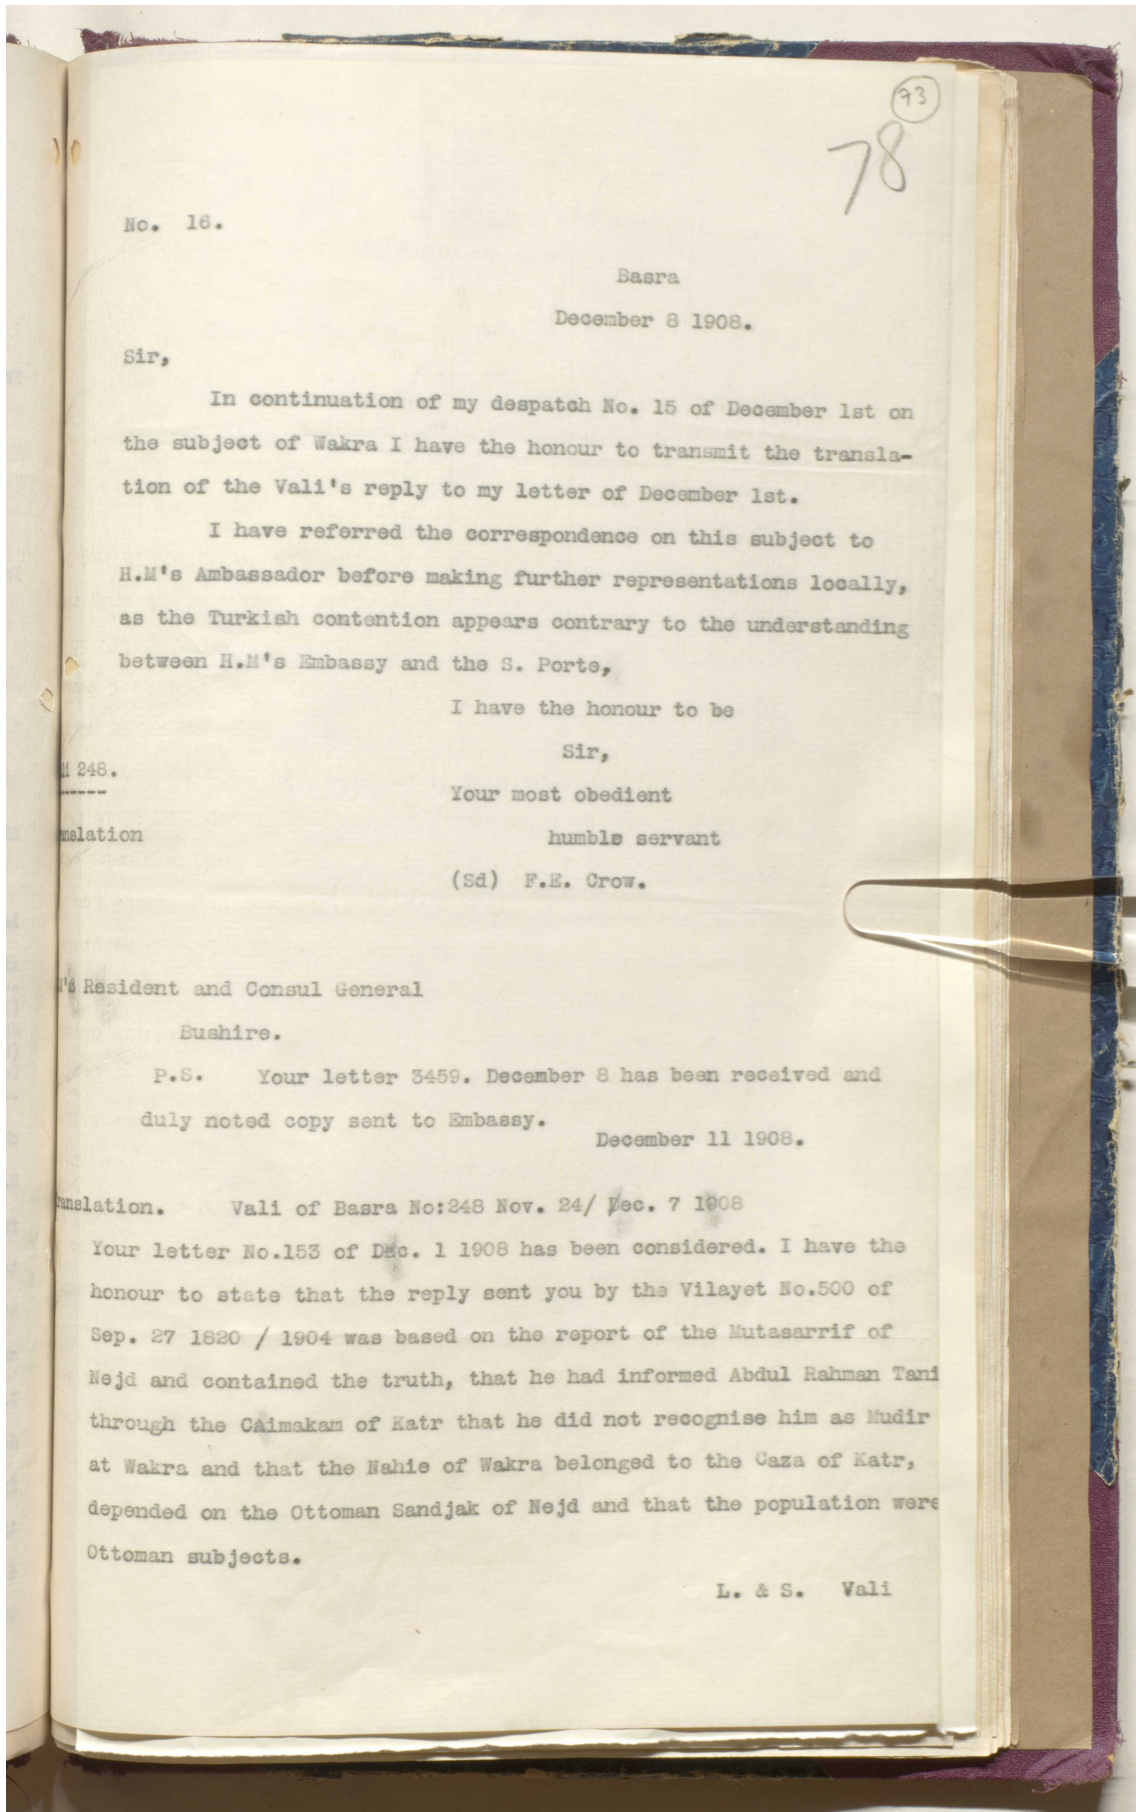 73
78
No. 16.
Basra
December 8 1908.
Sir,
In continuation of my despatch No. 15 of December 1st on
the subject of Wakra I have the honour to transmit the transla-
tion of the Vali's reply to my letter of December 1st.
I have referred the correspondence on this subject to
H.M's Ambassador before making further representations locally,
as the Turkish contention appears contrary to the understanding
between H.M's Embassy and the S. Porte,
I have the honour to be
Sir,
li 248.
Your most obedient
anslation
humble servant
(Sd) F.E. Crow.
M's Resident and Consul General
Bushire.
P.S. Your letter 3459. December 8 has been received and
duly noted copy sent to Embassy.
December 11 1908.
ranslation. Vali of Basra No:248 Nov. 24/ Dec. 7 1908
Your letter No.153 of Dec. 1 1908 has been considered. I have the
honour to state that the reply sent you by the Vilayet No.500 of
Sep. 27 1820 / 1904 was based on the report of the Mutasarrif of
Nejd and contained the truth, that he had informed Abdul Rahman Tani
through the CAimakam of Katr that he did not recognise him as Mudir
at Wakra and that the Nahie of Wakra belonged to the Caza of Katr,
depended on the Ottoman Sandjak of Nejd and that the population were
Ottoman subjects.
L. & S. Vali